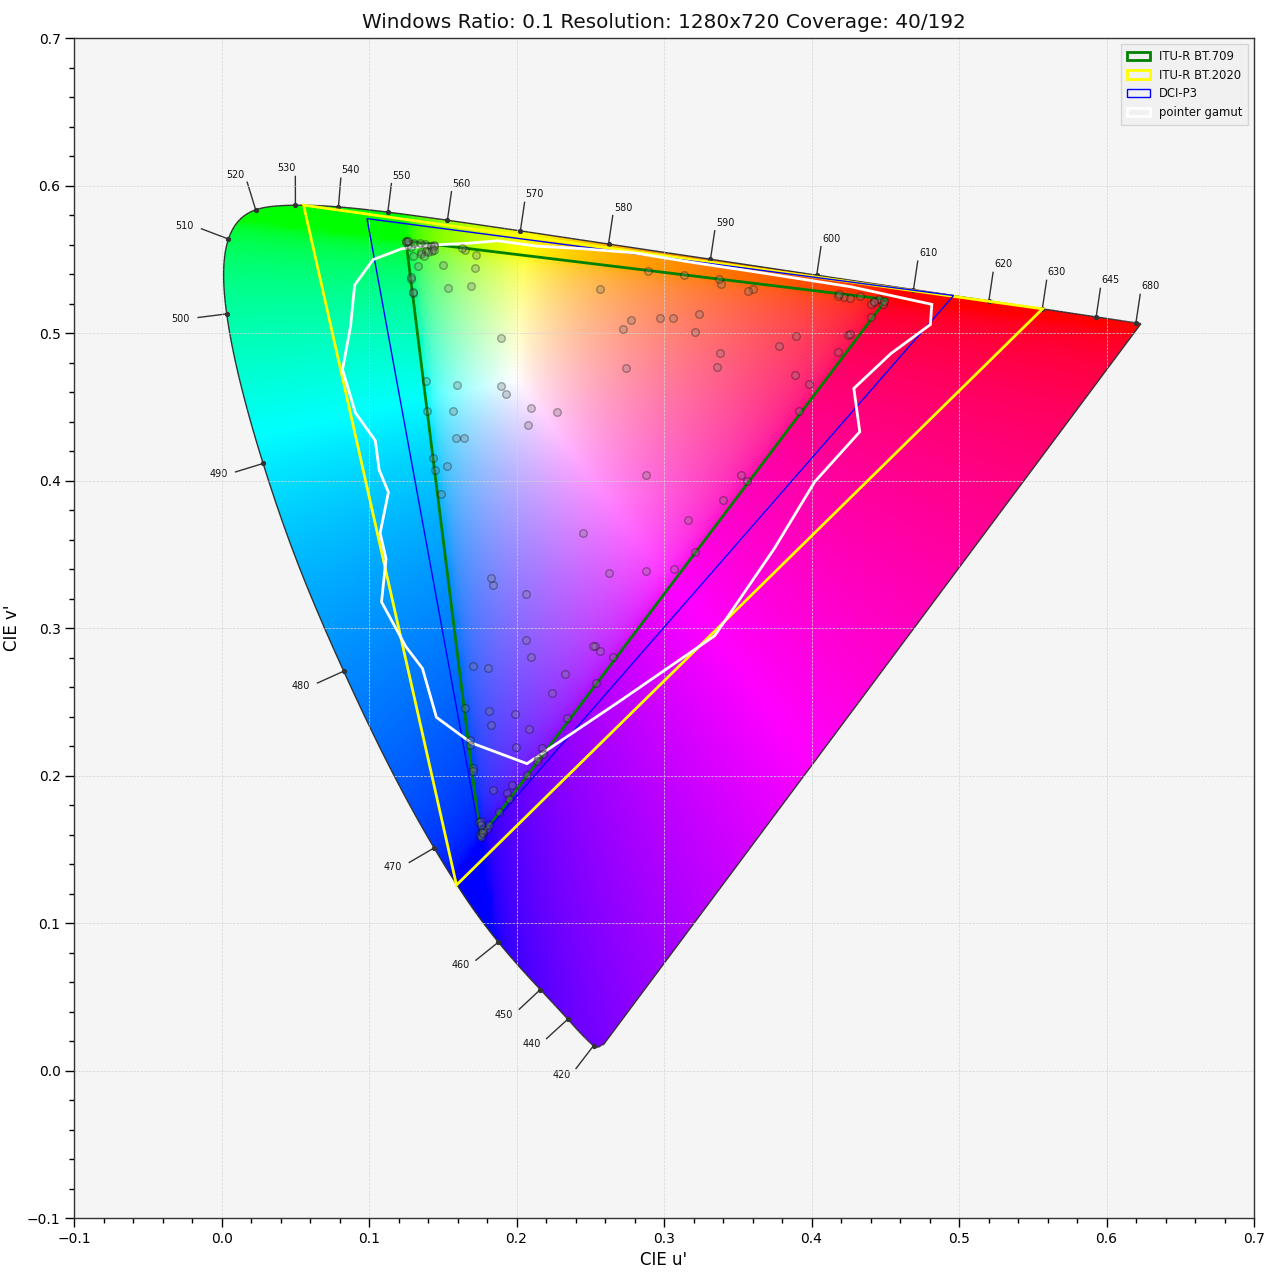 Windows Ratio: 0.1 Resolution: 1280x720 Coverage: 40/192
0.7
ITU-R BT.709
ITU-R BT.2020
DCI-P3
pointer gamut
520 530 540 550 560 570 580 590 600 610 620 630 645 680
0.6
510
0.5
500
0.4
490
0.3
480
0.2
470
0.1
460
450
440
420
0.0
−0.1
−0.1 0.0 0.1 0.2 0.3 0.4 0.5 0.6 0.7
CIE u'
CIE v'